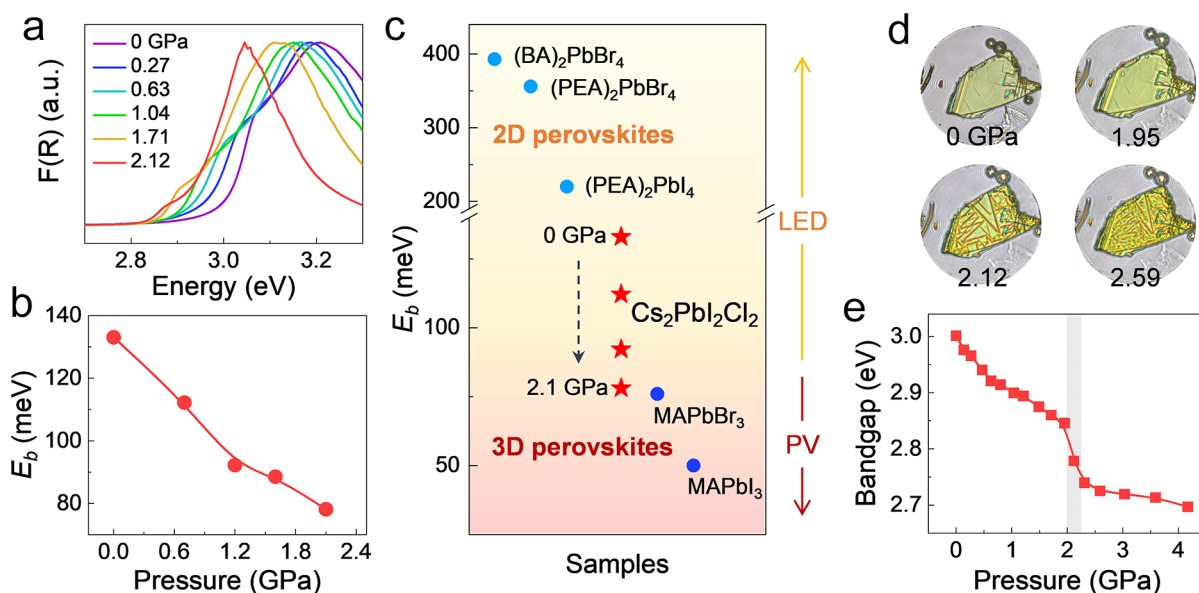 a
0 GPa
0.27
0.63
1.04
1.71
2.12
F(R) (a.u.)
2.8 3.0 3.2
Energy (eV)
b
140
120
100
80
E_b (meV)
0.0 0.6 1.2 1.8 2.4
Pressure (GPa)
c
400
300
200
100
50
E_b (meV)
(BA)₂PbBr₄
(PEA)₂PbBr₄
2D perovskites
(PEA)₂PbI₄
0 GPa
Cs₂PbI₂Cl₂
2.1 GPa
MAPbBr₃
3D perovskites
MAPbI₃
Samples
LED
PV
d
0 GPa
1.95
2.12
2.59
e
3.0
2.9
2.8
2.7
Bandgap (eV)
0 1 2 3 4
Pressure (GPa)